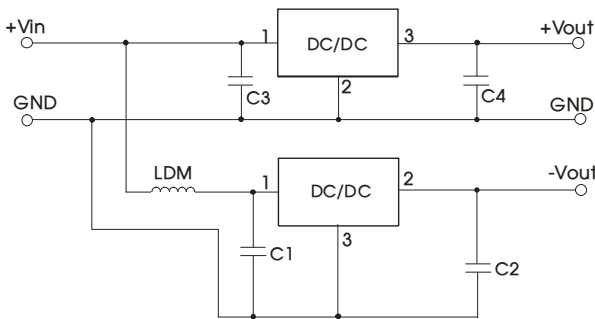 +Vin
1
DC/DC
3
+Vout
C3
2
C4
GND
GND
LDM
1
DC/DC
2
-Vout
3
C1
C2